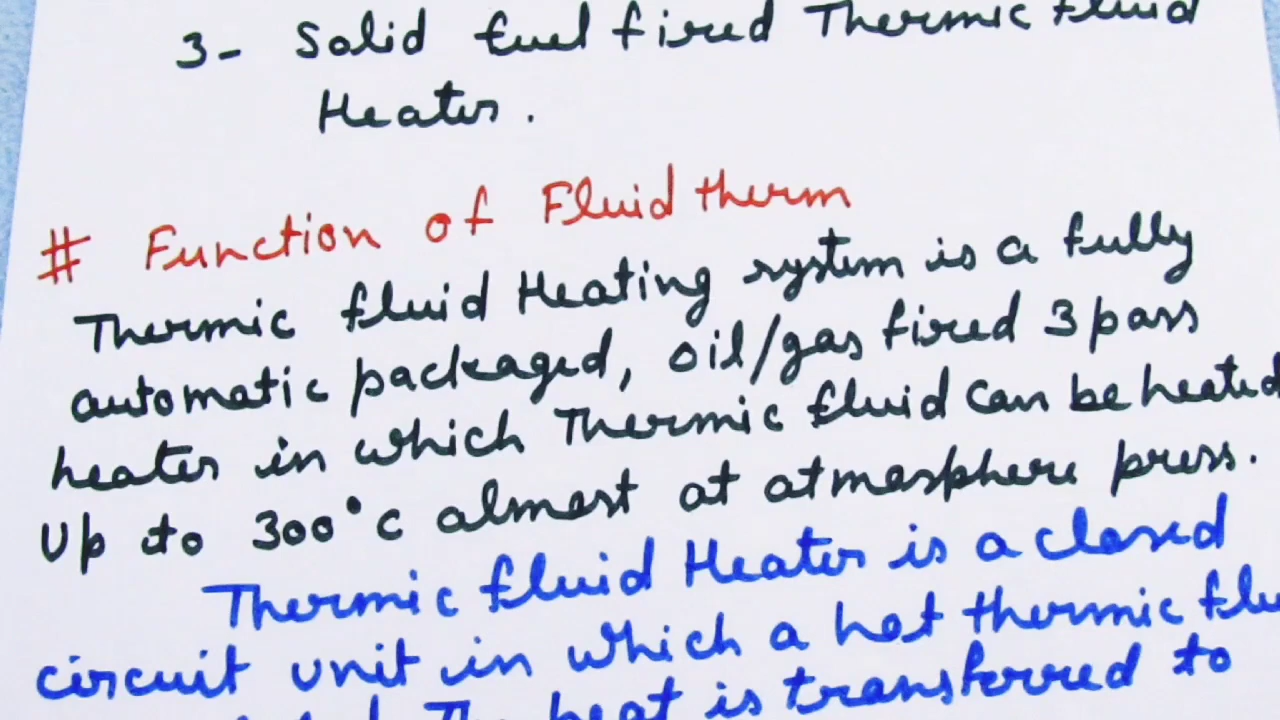 3- Solid fuel fired Thermic fluid
Heater.
# Function of Fluid therm
Thermic fluid Heating system is a fully
automatic packaged, oil/gas fired 3 pass
heater in which Thermic fluid can be heated
Up to 300°c almost at atmosphere press.
Thermic fluid Heater is a closed
circuit unit in which a hot thermic flu
The heat is transferred to